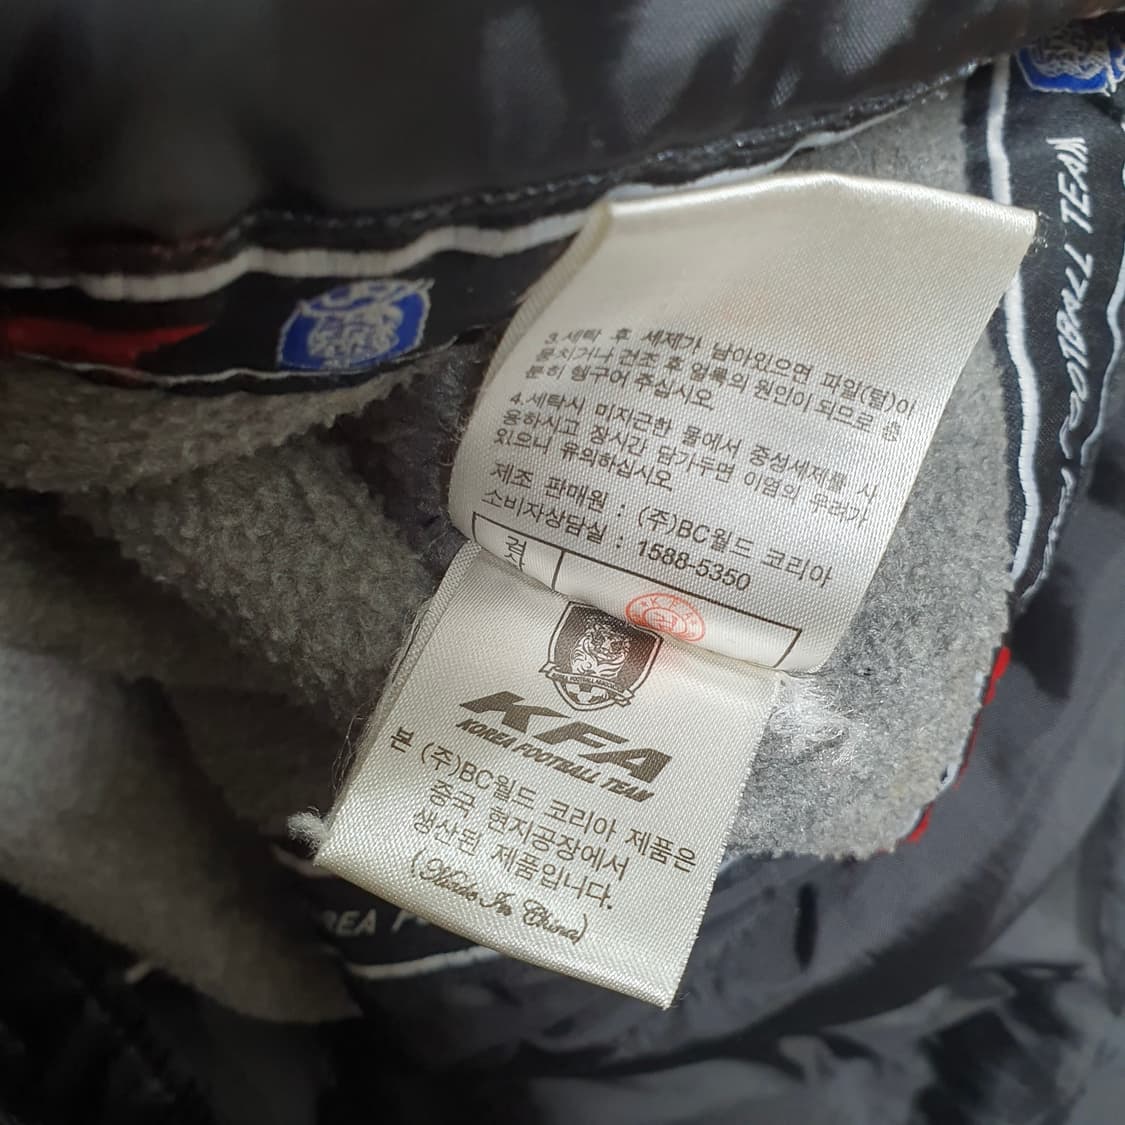 3.세탁 후 세제가 남아있으면 파일(털)이
뭉치거나 건조 후 얼룩의 원인이 되므로 충
분히 헹구어 주십시오
4.세탁시 미지근한 물에서 중성세제를 사
용하시고 장시간 담가두면 이염의 우려가
있으니 유의하십시오
제조 판매원 : (주)BC월드 코리아
소비자상담실 : 1588-5350
검사
KFA
KOREA FOOTBALL TEAM
본 (주)BC월드 코리아 제품은
중국 현지공장에서
생산된 제품입니다.
(Made In China)
FOOTBALL TEAM